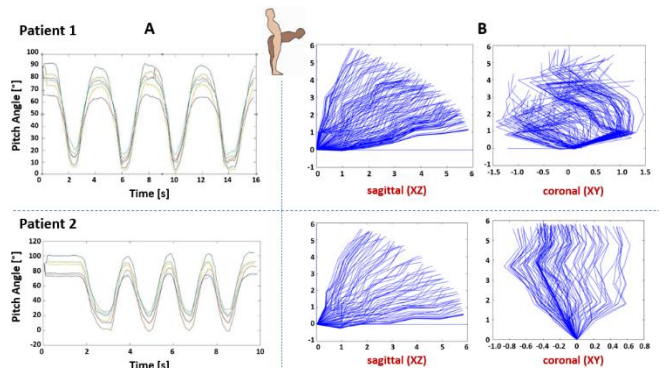 Patient 1
A
B
Pitch Angle [°]
100
90
80
70
60
50
40
30
20
10
0
0 2 4 6 8 10 12 14 16
Time [s]
6
5
4
3
2
1
0
-1
0 1 2 3 4 5 6
sagittal (XZ)
6
5
4
3
2
1
0
-1
-1.5 -1.0 -0.5 0 0.5 1.0 1.5
coronal (XY)
Patient 2
Pitch Angle [°]
120
100
80
60
40
20
0
-20
0 2 4 6 8 10
Time [s]
6
5
4
3
2
1
0
-1
0 1 2 3 4 5 6
sagittal (XZ)
6
5
4
3
2
1
0
-1.0 -0.8 -0.6 -0.4 -0.2 0 0.2 0.4 0.6 0.8
coronal (XY)